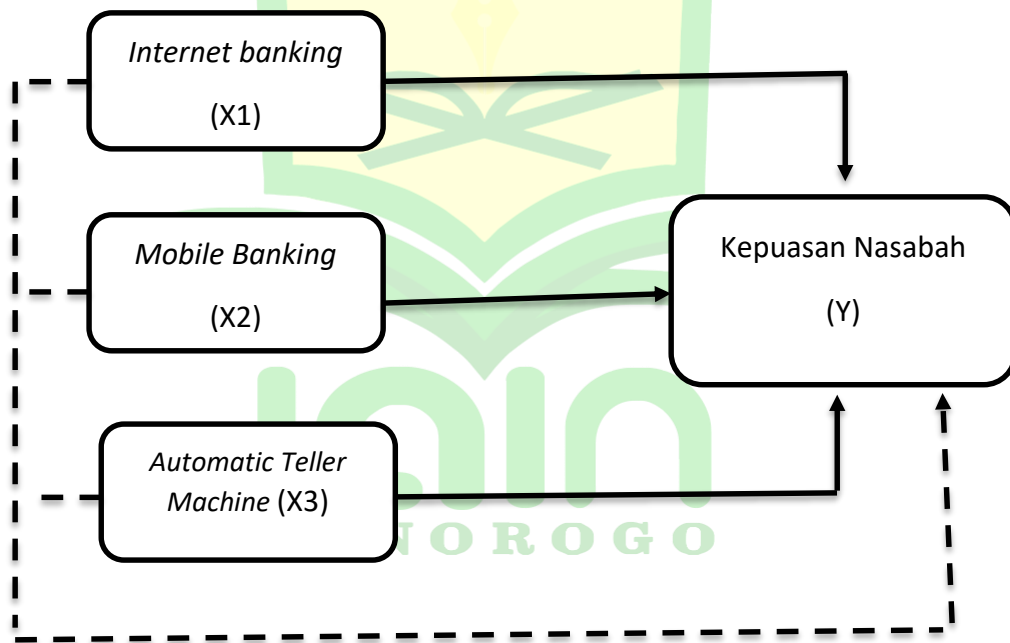 Internet banking
(X1)
Mobile Banking
(X2)
Kepuasan Nasabah
(Y)
Automatic Teller
Machine (X3)
NOROGO